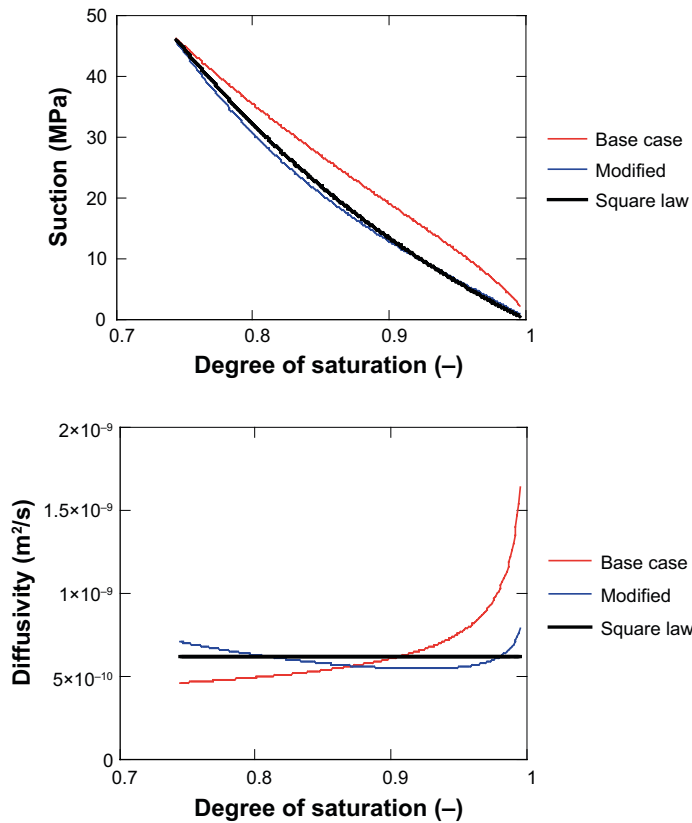 50
40
30
20
10
0
Suction (MPa)
0.7
0.8
0.9
1
Degree of saturation (–)
Base case
Modified
Square law
2×10⁻⁹
1.5×10⁻⁹
1×10⁻⁹
5×10⁻¹⁰
0
Diffusivity (m²/s)
0.7
0.8
0.9
1
Degree of saturation (–)
Base case
Modified
Square law